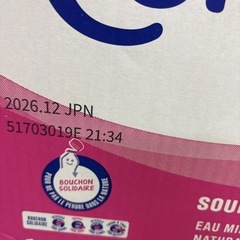 2026.12 JPN
51703019E 21:34
BOUCHON
SOLIDAIRE
POUR NE PAS LE PERDRE DANS LA NATURE
SOU
EAU MI
NATUR
BOUCHON
SOLIDAIRE